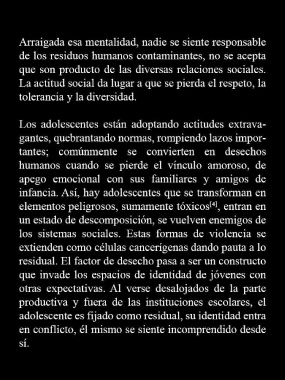 Arraigada esa mentalidad, nadie se siente responsable
de los residuos humanos contaminantes, no se acepta
que son producto de las diversas relaciones sociales.
La actitud social da lugar a que se pierda el respeto, la
tolerancia y la diversidad.
Los adolescentes están adoptando actitudes extrava-
gantes, quebrantando normas, rompiendo lazos impor-
tantes; comúnmente se convierten en desechos
humanos cuando se pierde el vínculo amoroso, de
apego emocional con sus familiares y amigos de
infancia. Así, hay adolescentes que se transforman en
elementos peligrosos, sumamente tóxicos[4], entran en
un estado de descomposición, se vuelven enemigos de
los sistemas sociales. Estas formas de violencia se
extienden como células cancerígenas dando pauta a lo
residual. El factor de desecho pasa a ser un constructo
que invade los espacios de identidad de jóvenes con
otras expectativas. Al verse desalojados de la parte
productiva y fuera de las instituciones escolares, el
adolescente es fijado como residual, su identidad entra
en conflicto, él mismo se siente incomprendido desde
sí.